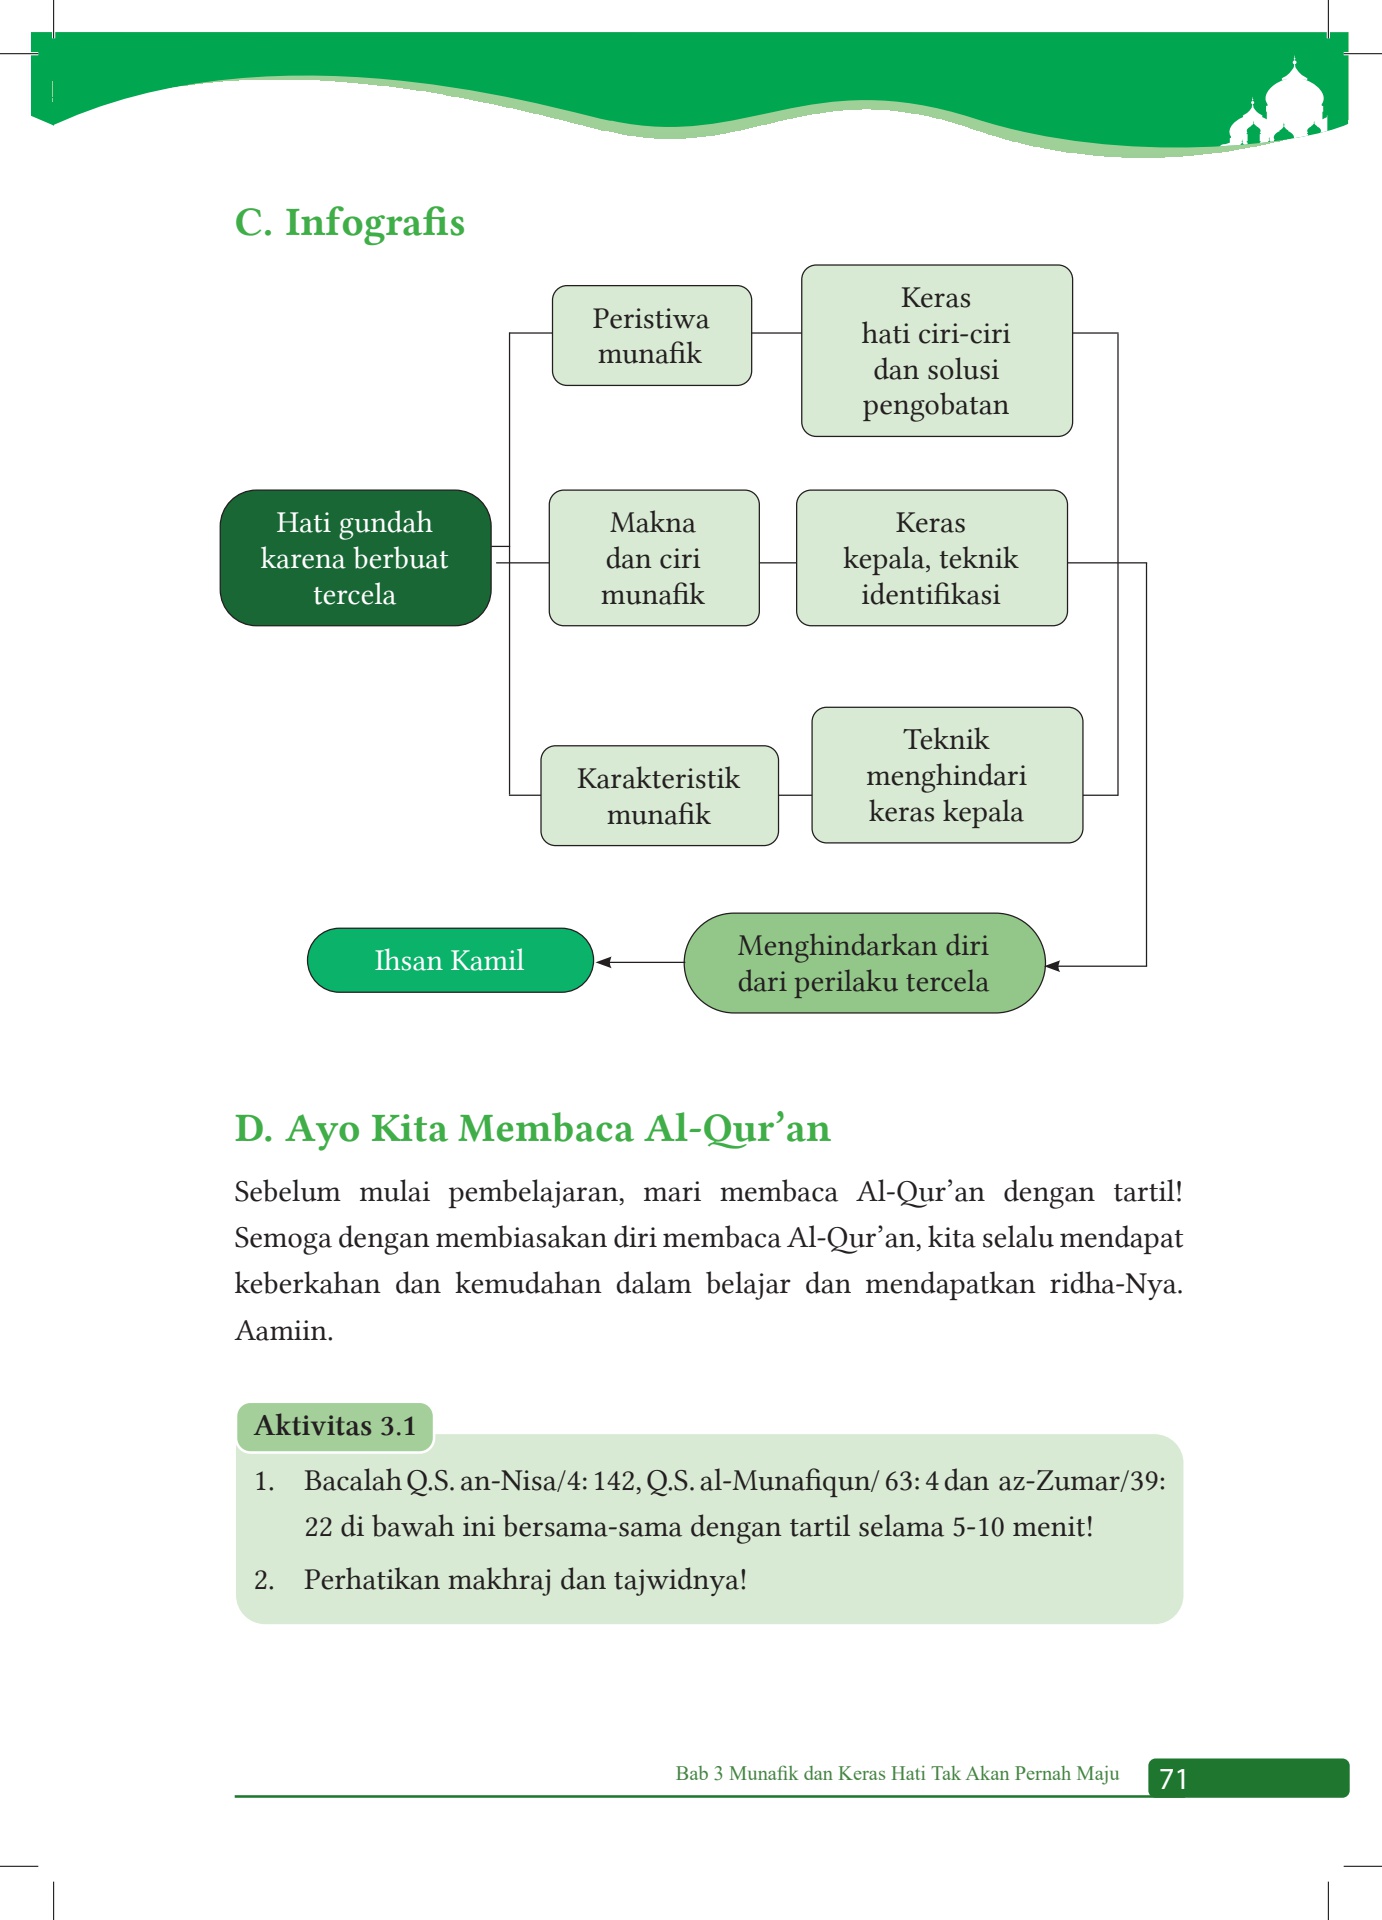 C. Infografis
Peristiwa
munafik
Keras
hati ciri-ciri
dan solusi
pengobatan
Hati gundah
karena berbuat
tercela
Makna
dan ciri
munafik
Keras
kepala, teknik
identifikasi
Karakteristik
munafik
Teknik
menghindari
keras kepala
Ihsan Kamil
Menghindarkan diri
dari perilaku tercela
D. Ayo Kita Membaca Al-Qur’an
Sebelum mulai pembelajaran, mari membaca Al-Qur’an dengan tartil!
Semoga dengan membiasakan diri membaca Al-Qur’an, kita selalu mendapat
keberkahan dan kemudahan dalam belajar dan mendapatkan ridha-Nya.
Aamiin.
Aktivitas 3.1
1. Bacalah Q.S. an-Nisa/4: 142, Q.S. al-Munafiqun/ 63: 4 dan az-Zumar/39:
22 di bawah ini bersama-sama dengan tartil selama 5-10 menit!
2. Perhatikan makhraj dan tajwidnya!
Bab 3 Munafik dan Keras Hati Tak Akan Pernah Maju 71